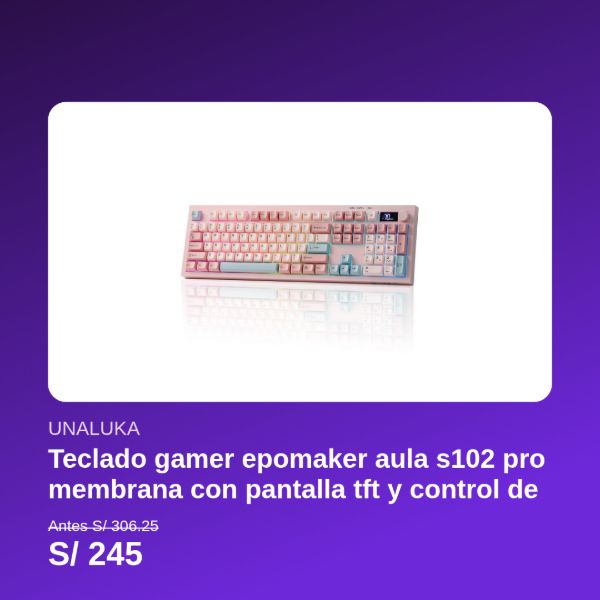 UNALUKA
Teclado gamer epomaker aula s102 pro
membrana con pantalla tft y control de
Antes S/ 306.25
S/ 245